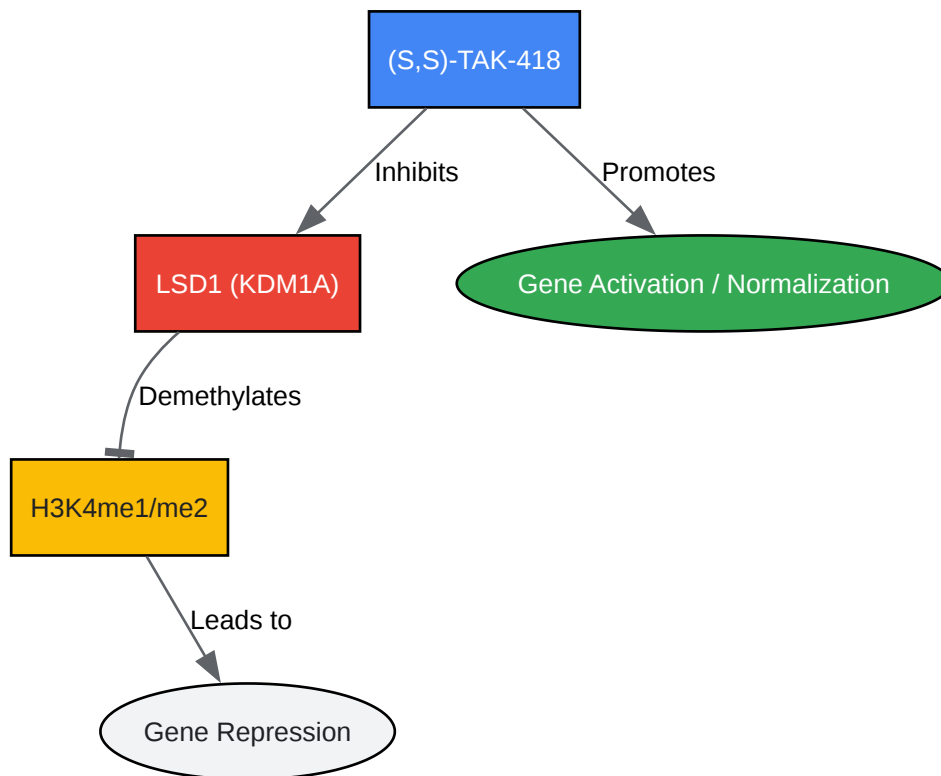 (S,S)-TAK-418
Inhibits
Promotes
LSD1 (KDM1A)
Gene Activation / Normalization
Demethylates
H3K4me1/me2
Leads to
Gene Repression